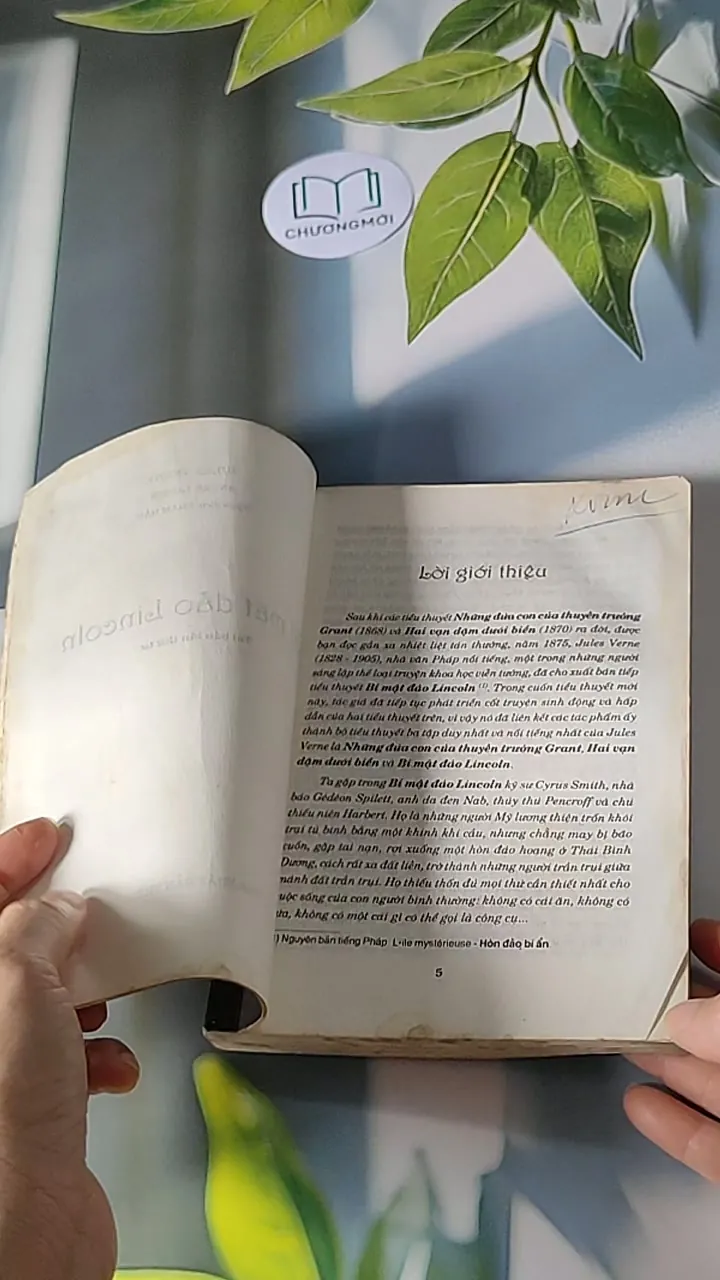 CHƯƠNGMỚI
Lời giới thiệu
Sau khi các tiểu thuyết Những đứa con của thuyền trưởng
Grant (1868) và Hai vạn dặm dưới biển (1870) ra đời, được
bạn đọc gần xa nhiệt liệt tán thưởng, năm 1875, Jules Verne
(1828 - 1905), nhà văn Pháp nổi tiếng, một trong những người
sáng lập thể loại truyện khoa học viễn tưởng, đã cho xuất bản tiếp
tiểu thuyết Bí mật đảo Lincoln (1). Trong cuốn tiểu thuyết mới
này, tác giả đã tiếp tục phát triển cốt truyện sinh động và hấp
dẫn của hai tiểu thuyết trên, vì vậy nó đã liên kết các tác phẩm ấy
thành bộ tiểu thuyết ba tập duy nhất và nổi tiếng nhất của Jules
Verne là Những đứa con của thuyền trưởng Grant, Hai vạn
dặm dưới biển và Bí mật đảo Lincoln.
Ta gặp trong Bí mật đảo Lincoln kỹ sư Cyrus Smith, nhà
báo Gédéon Spilett, anh da đen Nab, thủy thủ Pencroff và chú
thiếu niên Harbert. Họ là những người Mỹ lương thiện trốn khỏi
trại tù binh bằng một khinh khí cầu, nhưng chẳng may bị bão
cuốn, gặp tai nạn, rơi xuống một hòn đảo hoang ở Thái Bình
Dương, cách rất xa đất liền, trở thành những người trần trụi giữa
mảnh đất trần trụi. Họ thiếu thốn đủ mọi thứ cần thiết nhất cho
uộc sống của con người bình thường: không có cái ăn, không có
ửa, không có một cái gì có thể gọi là công cụ...
) Nguyên bản tiếng Pháp L'île mystérieuse - Hòn đảo bí ẩn
5
mật đảo Lincoln